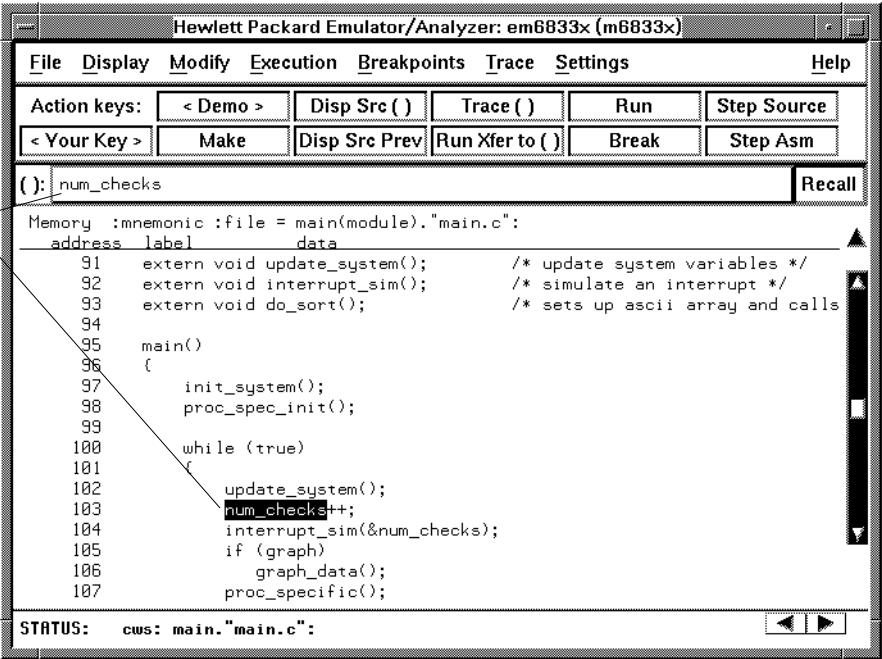 Hewlett Packard Emulator/Analyzer: em6833x (m6833x)
File Display Modify Execution Breakpoints Trace Settings Help
Action keys: < Demo > Disp Src ( ) Trace ( ) Run Step Source
< Your Key > Make Disp Src Prev Run Xfer to ( ) Break Step Asm
( ): num_checks Recall
Memory :mnemonic :file = main(module)."main.c":
address label data
91 extern void update_system(); /* update system variables */
92 extern void interrupt_sim(); /* simulate an interrupt */
93 extern void do_sort(); /* sets up ascii array and calls
94
95 main()
96 {
97 init_system();
98 proc_spec_init();
99
100 while (true)
101 {
102 update_system();
103 num_checks++;
104 interrupt_sim(&num_checks);
105 if (graph)
106 graph_data();
107 proc_specific();
STATUS: cws: main."main.c":